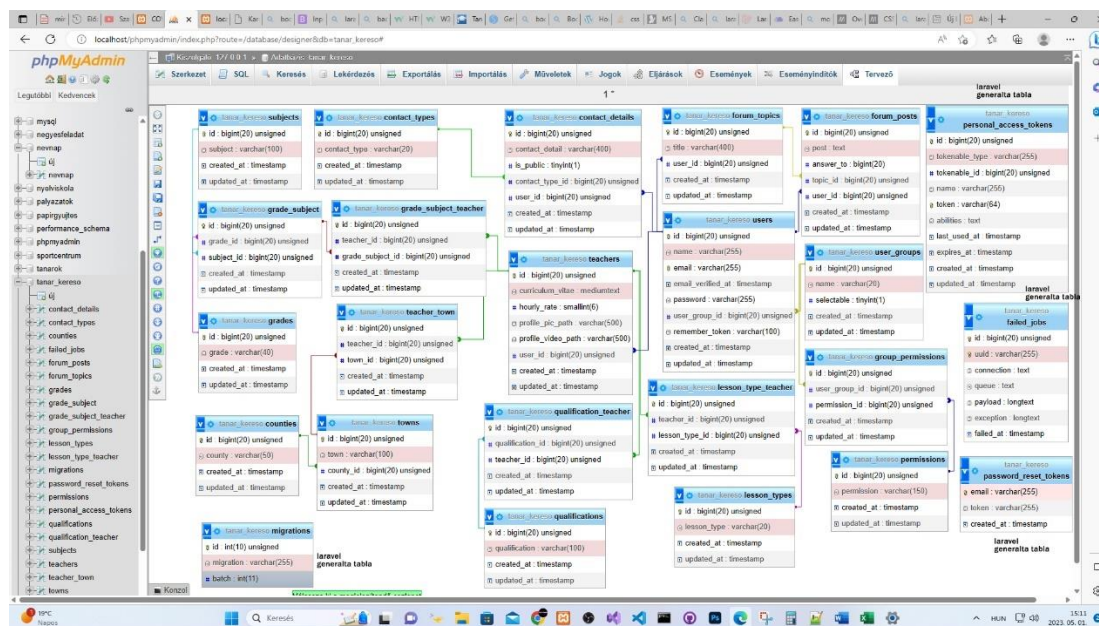 localhost/phpmyadmin/index.php?route=/database/designer&db=tanar_kereso#
phpMyAdmin
Legutóbbi Kedvencek
mysql
negyesfeladat
nevnap
Új
nevnap
nyelviskola
palyazatok
papirgyujtes
performance_schema
phpmyadmin
sportcentrum
tanarok
tanar_kereso
Új
contact_details
contact_types
counties
failed_jobs
forum_posts
forum_topics
grades
grade_subject
grade_subject_teacher
group_permissions
lesson_types
lesson_type_teacher
migrations
password_reset_tokens
permissions
personal_access_tokens
qualifications
qualification_teacher
subjects
teachers
teacher_town
towns
Kiszolgáló: 127.0.0.1 » Adatbázis: tanar_kereso
Szerkezet SQL Keresés Lekérdezés Exportálás Importálás Műveletek Jogok Eljárások Események Eseményindítók Tervező
laravel
generalta tabla
tanar_kereso subjects
id : bigint(20) unsigned
subject : varchar(100)
created_at : timestamp
updated_at : timestamp
tanar_kereso contact_types
id : bigint(20) unsigned
contact_type : varchar(20)
created_at : timestamp
updated_at : timestamp
tanar_kereso contact_details
id : bigint(20) unsigned
contact_detail : varchar(400)
is_public : tinyint(1)
contact_type_id : bigint(20) unsigned
user_id : bigint(20) unsigned
created_at : timestamp
updated_at : timestamp
tanar_kereso forum_topics
id : bigint(20) unsigned
title : varchar(400)
user_id : bigint(20) unsigned
created_at : timestamp
updated_at : timestamp
tanar_kereso forum_posts
id : bigint(20) unsigned
post : text
answer_to : bigint(20)
topic_id : bigint(20) unsigned
user_id : bigint(20) unsigned
created_at : timestamp
updated_at : timestamp
tanar_kereso
personal_access_tokens
id : bigint(20) unsigned
tokenable_type : varchar(255)
tokenable_id : bigint(20) unsigned
name : varchar(255)
token : varchar(64)
abilities : text
last_used_at : timestamp
expires_at : timestamp
created_at : timestamp
updated_at : timestamp
tanar_kereso grade_subject
id : bigint(20) unsigned
grade_id : bigint(20) unsigned
subject_id : bigint(20) unsigned
created_at : timestamp
updated_at : timestamp
tanar_kereso grade_subject_teacher
id : bigint(20) unsigned
teacher_id : bigint(20) unsigned
grade_subject_id : bigint(20) unsigned
created_at : timestamp
updated_at : timestamp
tanar_kereso teachers
id : bigint(20) unsigned
curriculum_vitae : mediumtext
hourly_rate : smallint(6)
profile_pic_path : varchar(500)
profile_video_path : varchar(500)
user_id : bigint(20) unsigned
created_at : timestamp
updated_at : timestamp
tanar_kereso users
id : bigint(20) unsigned
name : varchar(255)
email : varchar(255)
email_verified_at : timestamp
password : varchar(255)
user_group_id : bigint(20) unsigned
remember_token : varchar(100)
created_at : timestamp
updated_at : timestamp
tanar_kereso user_groups
id : bigint(20) unsigned
name : varchar(20)
selectable : tinyint(1)
created_at : timestamp
updated_at : timestamp
laravel
generalta tabla
tanar_kereso
failed_jobs
id : bigint(20) unsigned
uuid : varchar(255)
connection : text
queue : text
payload : longtext
exception : longtext
failed_at : timestamp
tanar_kereso grades
id : bigint(20) unsigned
grade : varchar(40)
created_at : timestamp
updated_at : timestamp
tanar_kereso teacher_town
id : bigint(20) unsigned
teacher_id : bigint(20) unsigned
town_id : bigint(20) unsigned
created_at : timestamp
updated_at : timestamp
tanar_kereso group_permissions
id : bigint(20) unsigned
user_group_id : bigint(20) unsigned
permission_id : bigint(20) unsigned
created_at : timestamp
updated_at : timestamp
tanar_kereso lesson_type_teacher
id : bigint(20) unsigned
teacher_id : bigint(20) unsigned
lesson_type_id : bigint(20) unsigned
created_at : timestamp
updated_at : timestamp
tanar_kereso counties
id : bigint(20) unsigned
county : varchar(50)
created_at : timestamp
updated_at : timestamp
tanar_kereso towns
id : bigint(20) unsigned
town : varchar(100)
county_id : bigint(20) unsigned
created_at : timestamp
updated_at : timestamp
tanar_kereso qualification_teacher
id : bigint(20) unsigned
qualification_id : bigint(20) unsigned
teacher_id : bigint(20) unsigned
created_at : timestamp
updated_at : timestamp
tanar_kereso permissions
id : bigint(20) unsigned
permission : varchar(150)
created_at : timestamp
updated_at : timestamp
tanar_kereso
password_reset_tokens
email : varchar(255)
token : varchar(255)
created_at : timestamp
laravel
generalta tabla
tanar_kereso lesson_types
id : bigint(20) unsigned
lesson_type : varchar(20)
created_at : timestamp
updated_at : timestamp
tanar_kereso qualifications
id : bigint(20) unsigned
qualification : varchar(100)
created_at : timestamp
updated_at : timestamp
tanar_kereso migrations
id : int(10) unsigned
migration : varchar(255)
batch : int(11)
laravel
generalta tabla
Konzol
19°C
Napos
Keresés
HUN
15:11
2023. 05. 01.